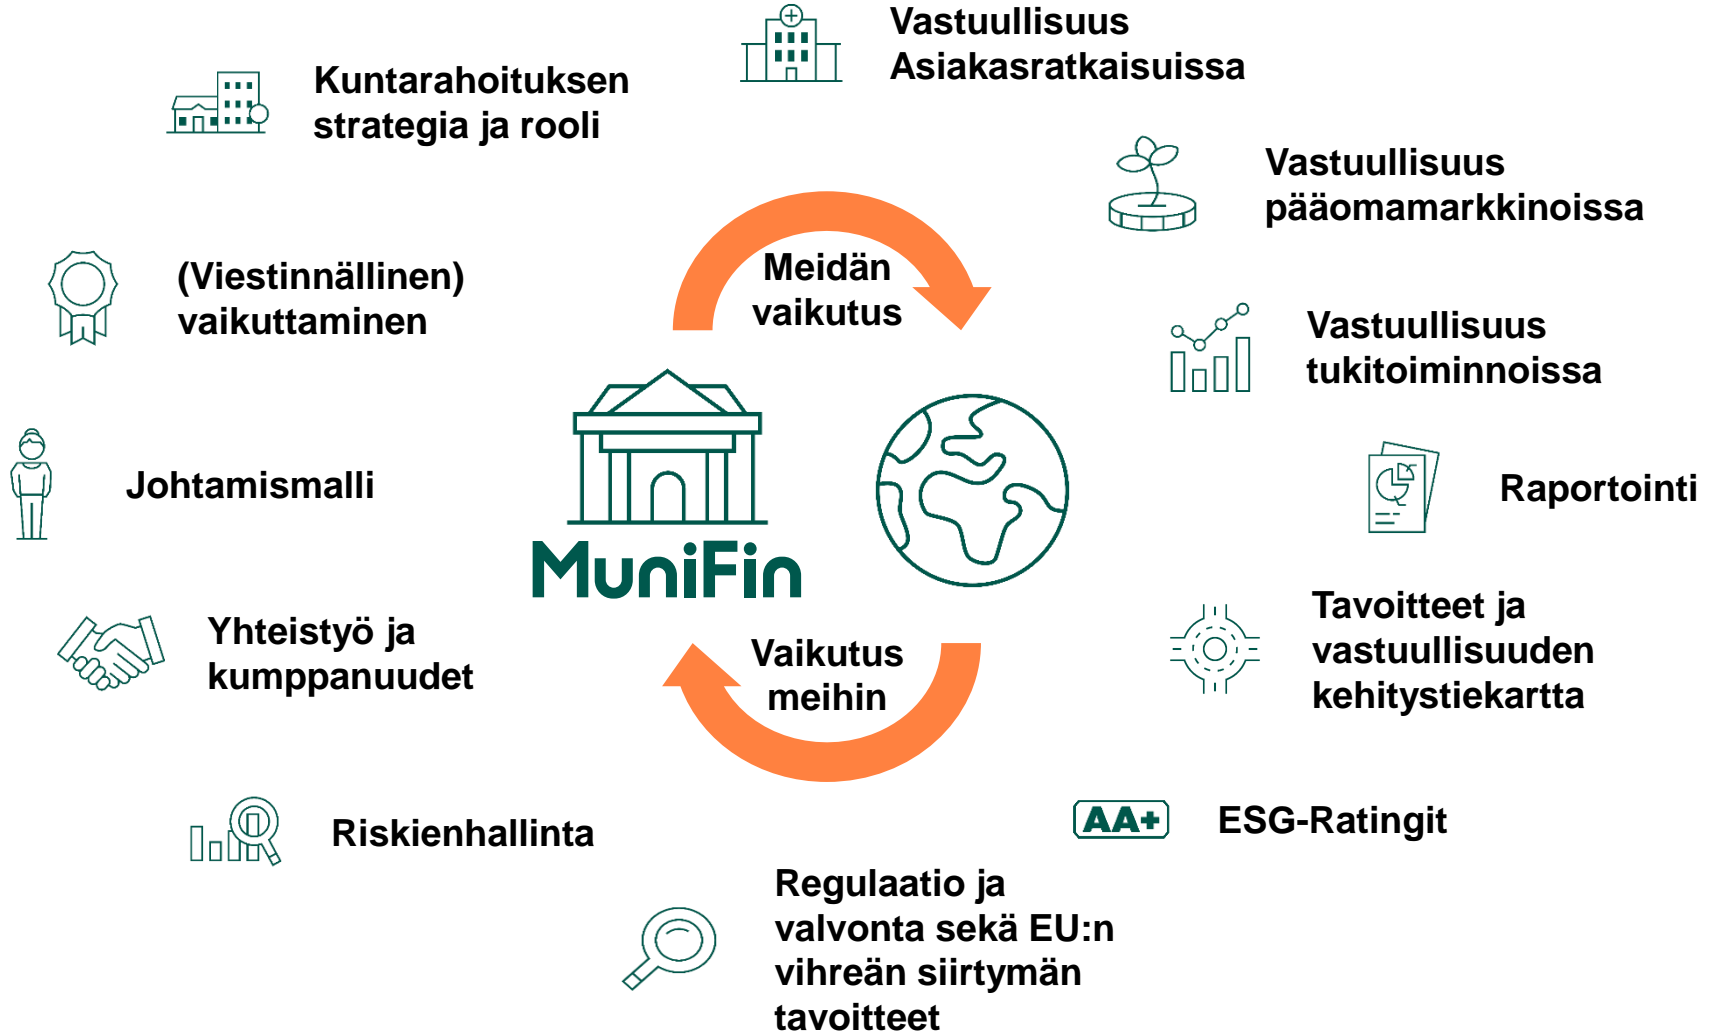 Vastuullisuus
Asiakasratkaisuissa
Kuntarahoituksen
strategia ja rooli
Vastuullisuus
pääomamarkkinoissa
(Viestinnällinen)
vaikuttaminen
Meidän
vaikutus
Vastuullisuus
tukitoiminnoissa
Johtamismalli
Raportointi
MuniFin
Yhteistyö ja
kumppanuudet
Vaikutus
meihin
Tavoitteet ja
vastuullisuuden
kehitystiekartta
Riskienhallinta
AA+
ESG-Ratingit
Regulaatio ja
valvonta sekä EU:n
vihreän siirtymän
tavoitteet